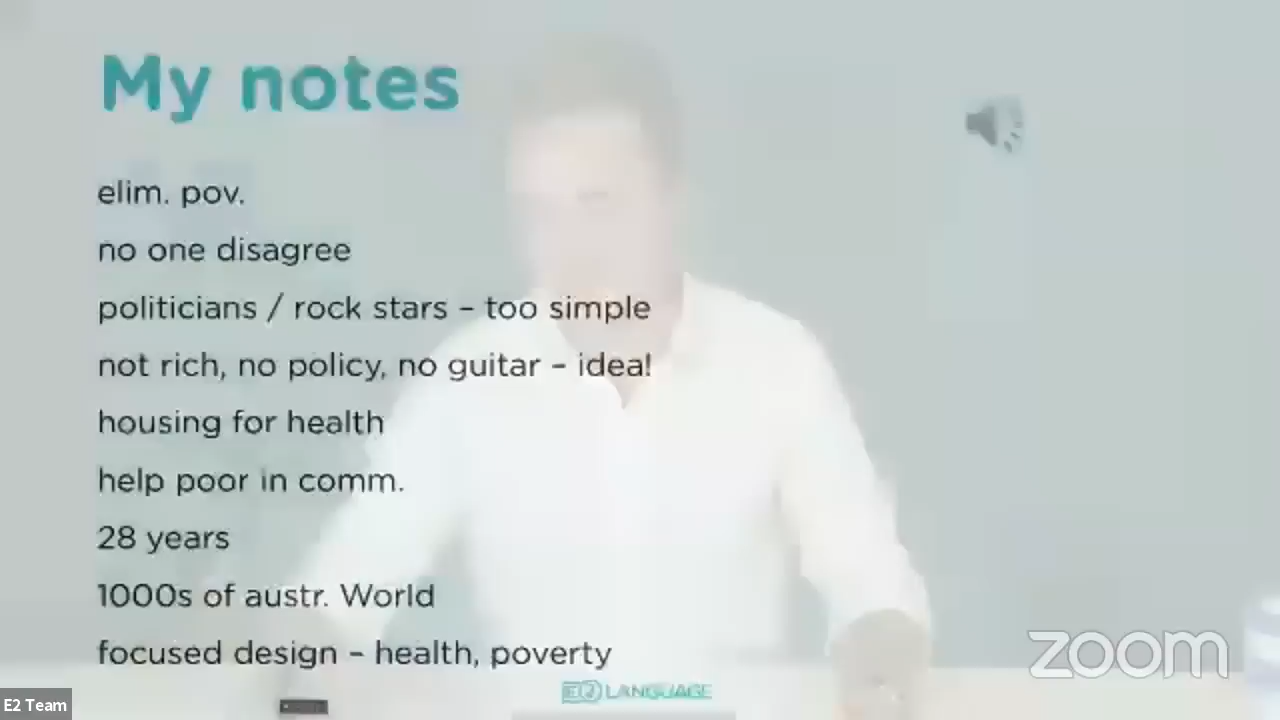 My notes
elim. pov.
no one disagree
politicians / rock stars – too simple
not rich, no policy, no guitar – idea!
housing for health
help poor in comm.
28 years
1000s of austr. World
focused design – health, poverty
zoom
E2 Team
E2 LANGUAGE